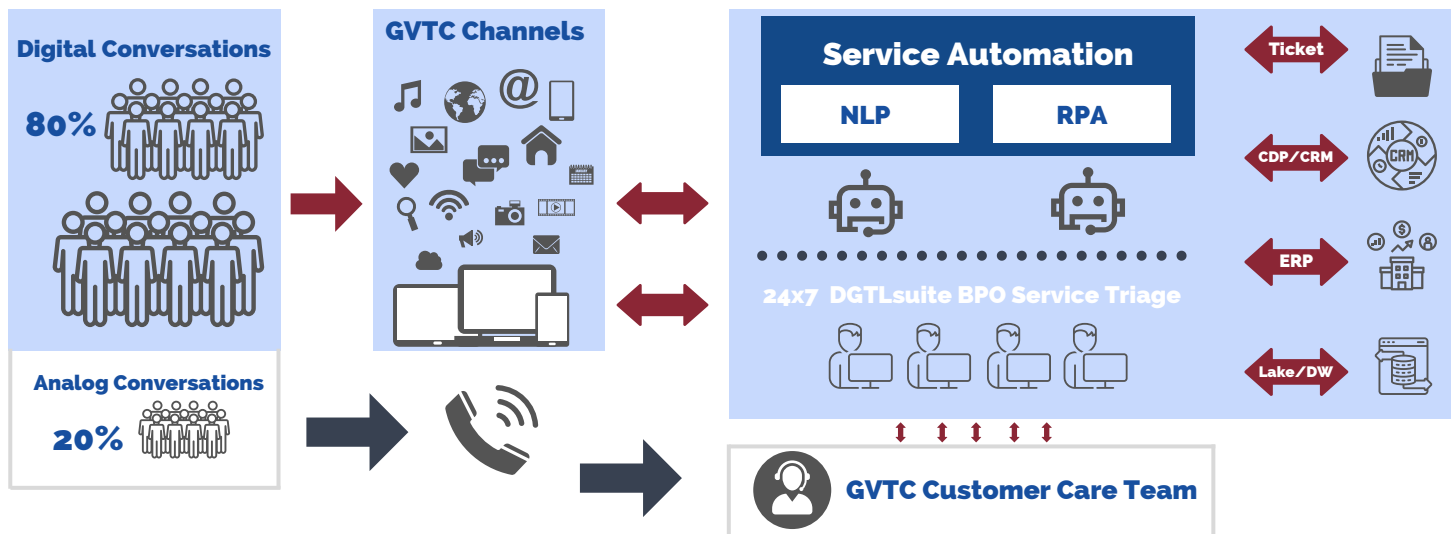 Digital Conversations
80%
Analog Conversations
20%
GVTC Channels
@
Service Automation
NLP
RPA
24x7 DGTLsuite BPO Service Triage
GVTC Customer Care Team
Ticket
CDP/CRM
CRM
ERP
$
Lake/DW